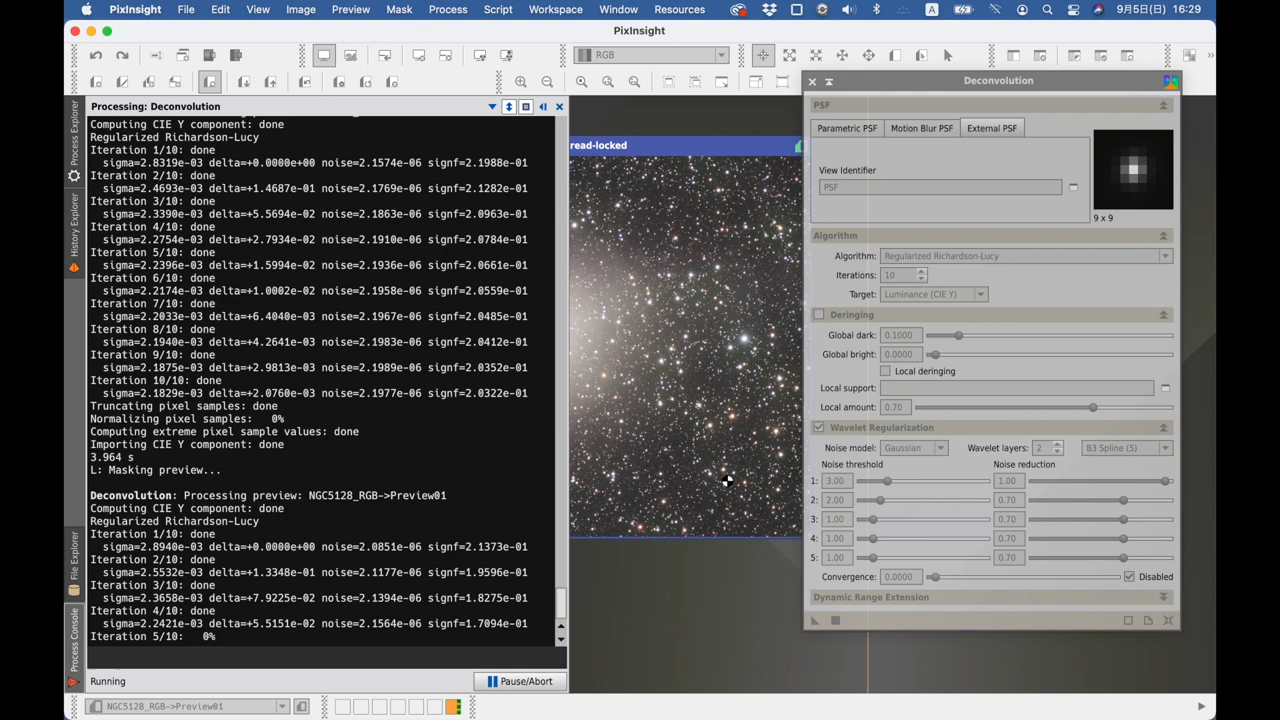 PixInsight File Edit View Image Preview Mask Process Script Workspace Window Resources A 9月5日(日) 16:29
PixInsight
RGB
Processing: Deconvolution
Computing CIE Y component: done
Regularized Richardson-Lucy
Iteration 1/10: done
sigma=2.8319e-03 delta=+0.0000e+00 noise=2.1574e-06 signf=2.1988e-01
Iteration 2/10: done
sigma=2.4693e-03 delta=+1.4687e-01 noise=2.1769e-06 signf=2.1282e-01
Iteration 3/10: done
sigma=2.3390e-03 delta=+5.5694e-02 noise=2.1863e-06 signf=2.0963e-01
Iteration 4/10: done
sigma=2.2754e-03 delta=+2.7934e-02 noise=2.1910e-06 signf=2.0784e-01
Iteration 5/10: done
sigma=2.2396e-03 delta=+1.5994e-02 noise=2.1936e-06 signf=2.0661e-01
Iteration 6/10: done
sigma=2.2174e-03 delta=+1.0002e-02 noise=2.1958e-06 signf=2.0559e-01
Iteration 7/10: done
sigma=2.2033e-03 delta=+6.4040e-03 noise=2.1967e-06 signf=2.0485e-01
Iteration 8/10: done
sigma=2.1940e-03 delta=+4.2641e-03 noise=2.1983e-06 signf=2.0412e-01
Iteration 9/10: done
sigma=2.1875e-03 delta=+2.9813e-03 noise=2.1989e-06 signf=2.0352e-01
Iteration 10/10: done
sigma=2.1829e-03 delta=+2.0760e-03 noise=2.1977e-06 signf=2.0322e-01
Truncating pixel samples: done
Normalizing pixel samples: 0%
Computing extreme pixel sample values: done
Importing CIE Y component: done
3.964 s
L: Masking preview...
Deconvolution: Processing preview: NGC5128_RGB->Preview01
Computing CIE Y component: done
Regularized Richardson-Lucy
Iteration 1/10: done
sigma=2.8940e-03 delta=+0.0000e+00 noise=2.0851e-06 signf=2.1373e-01
Iteration 2/10: done
sigma=2.5532e-03 delta=+1.3348e-01 noise=2.1177e-06 signf=1.9596e-01
Iteration 3/10: done
sigma=2.3658e-03 delta=+7.9225e-02 noise=2.1394e-06 signf=1.8275e-01
Iteration 4/10: done
sigma=2.2421e-03 delta=+5.5151e-02 noise=2.1564e-06 signf=1.7094e-01
Iteration 5/10: 0%
Running
Pause/Abort
NGC5128_RGB->Preview01
Process Explorer
History Explorer
File Explorer
Process Console
read-locked
Deconvolution
PSF
Parametric PSF Motion Blur PSF External PSF
View Identifier
PSF
9 x 9
Algorithm
Algorithm: Regularized Richardson-Lucy
Iterations: 10
Target: Luminance (CIE Y)
Deringing
Global dark: 0.1000
Global bright: 0.0000
Local deringing
Local support:
Local amount: 0.70
Wavelet Regularization
Noise model: Gaussian Wavelet layers: 2 B3 Spline (5)
Noise threshold Noise reduction
1: 3.00 1.00
2: 2.00 0.70
3: 1.00 0.70
4: 1.00 0.70
5: 1.00 0.70
Convergence: 0.0000 Disabled
Dynamic Range Extension